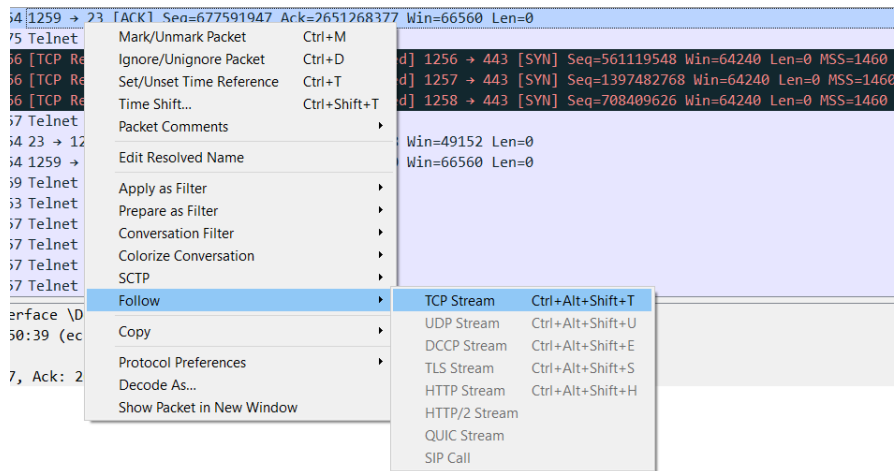 54 1259 → 23 [ACK] Seq=677591947 Ack=2651268377 Win=66560 Len=0
75 Telnet
66 [TCP Re d] 1256 → 443 [SYN] Seq=561119548 Win=64240 Len=0 MSS=1460
66 [TCP Re d] 1257 → 443 [SYN] Seq=1397482768 Win=64240 Len=0 MSS=1460
66 [TCP Re d] 1258 → 443 [SYN] Seq=708409626 Win=64240 Len=0 MSS=1460
57 Telnet
54 23 → 12 Win=49152 Len=0
54 1259 → Win=66560 Len=0
69 Telnet
63 Telnet
57 Telnet
57 Telnet
57 Telnet
57 Telnet
erface \D
50:39 (ec
7, Ack: 2
Mark/Unmark Packet Ctrl+M
Ignore/Unignore Packet Ctrl+D
Set/Unset Time Reference Ctrl+T
Time Shift... Ctrl+Shift+T
Packet Comments
Edit Resolved Name
Apply as Filter
Prepare as Filter
Conversation Filter
Colorize Conversation
SCTP
Follow
Copy
Protocol Preferences
Decode As...
Show Packet in New Window
TCP Stream Ctrl+Alt+Shift+T
UDP Stream Ctrl+Alt+Shift+U
DCCP Stream Ctrl+Alt+Shift+E
TLS Stream Ctrl+Alt+Shift+S
HTTP Stream Ctrl+Alt+Shift+H
HTTP/2 Stream
QUIC Stream
SIP Call